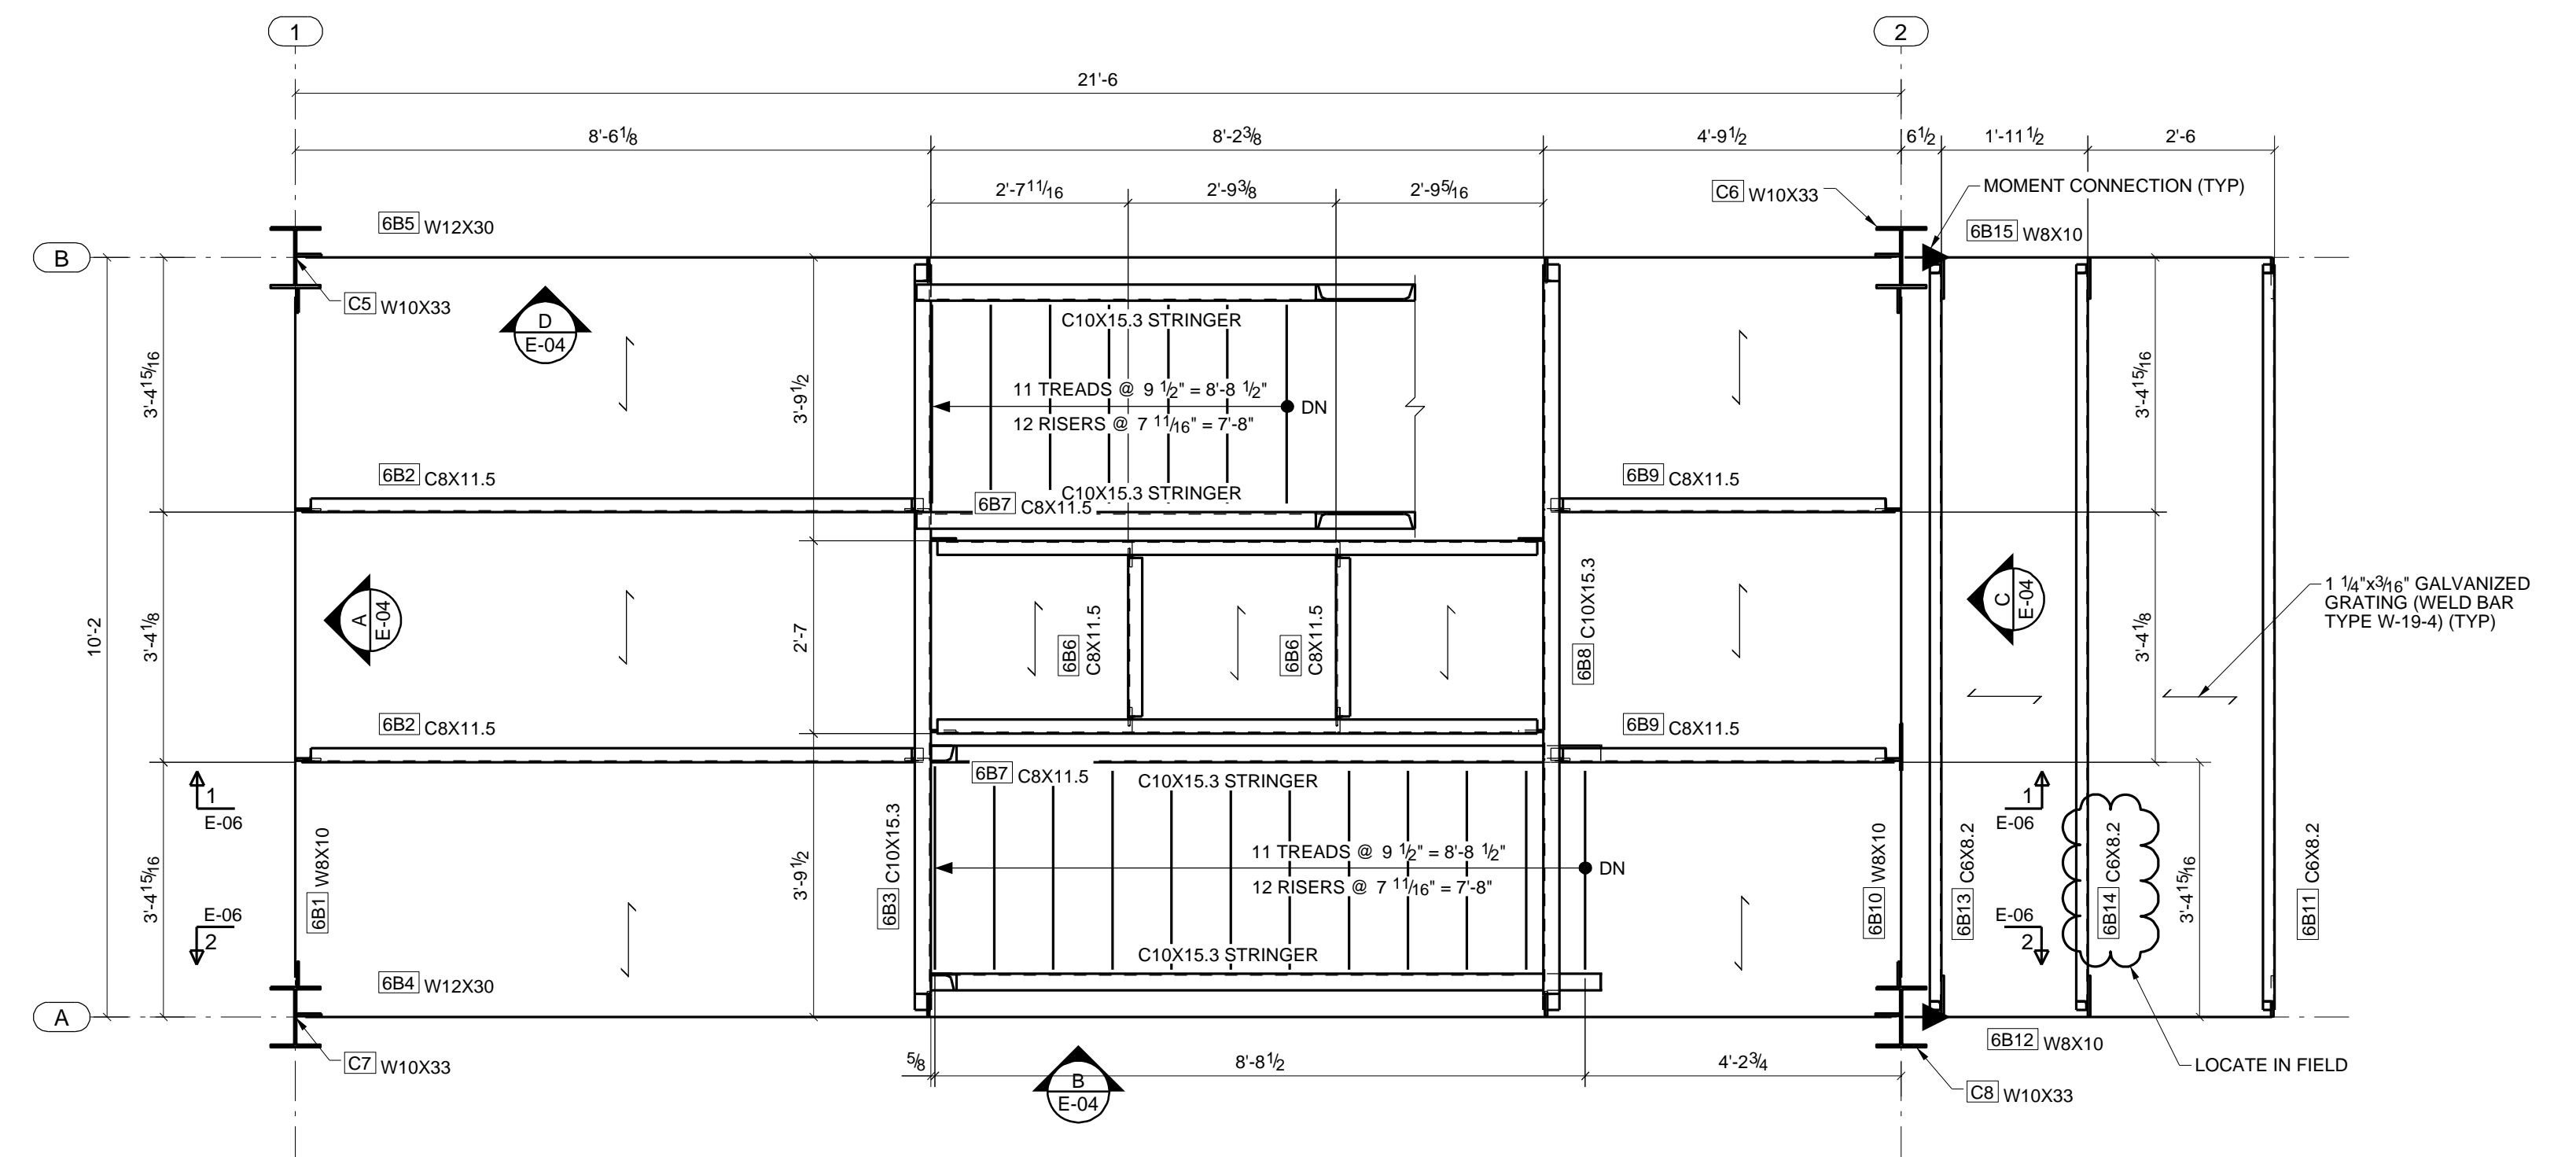 1
2
21'-6
8'-6 1/8
8'-2 3/8
4'-9 1/2
6 1/2
1'-11 1/2
2'-6
2'-7 11/16
2'-9 3/8
2'-9 5/16
C6 W10X33
MOMENT CONNECTION (TYP)
6B5 W12X30
6B15 W8X10
B
C5 W10X33
D
E-04
C10X15.3 STRINGER
3'-4 15/16
3'-9 1/2
3'-4 15/16
11 TREADS @ 9 1/2" = 8'-8 1/2"
DN
12 RISERS @ 7 11/16" = 7'-8"
6B2 C8X11.5
C10X15.3 STRINGER
6B7 C8X11.5
6B9 C8X11.5
10'-2
3'-4 1/8
A
E-04
2'-7
6B6 C8X11.5
6B6 C8X11.5
6B8 C10X15.3
C
E-04
3'-4 1/8
1 1/4"x3/16" GALVANIZED
GRATING (WELD BAR
TYPE W-19-4) (TYP)
6B2 C8X11.5
6B9 C8X11.5
6B7 C8X11.5
C10X15.3 STRINGER
1
E-06
1
E-06
3'-4 15/16
6B1 W8X10
3'-9 1/2
6B3 C10X15.3
11 TREADS @ 9 1/2" = 8'-8 1/2"
DN
12 RISERS @ 7 11/16" = 7'-8"
6B10 W8X10
6B13 C6X8.2
6B14 C6X8.2
3'-4 15/16
6B11 C6X8.2
E-06
2
E-06
2
C10X15.3 STRINGER
6B4 W12X30
A
6B12 W8X10
C7 W10X33
5/8
8'-8 1/2
4'-2 3/4
LOCATE IN FIELD
B
E-04
C8 W10X33